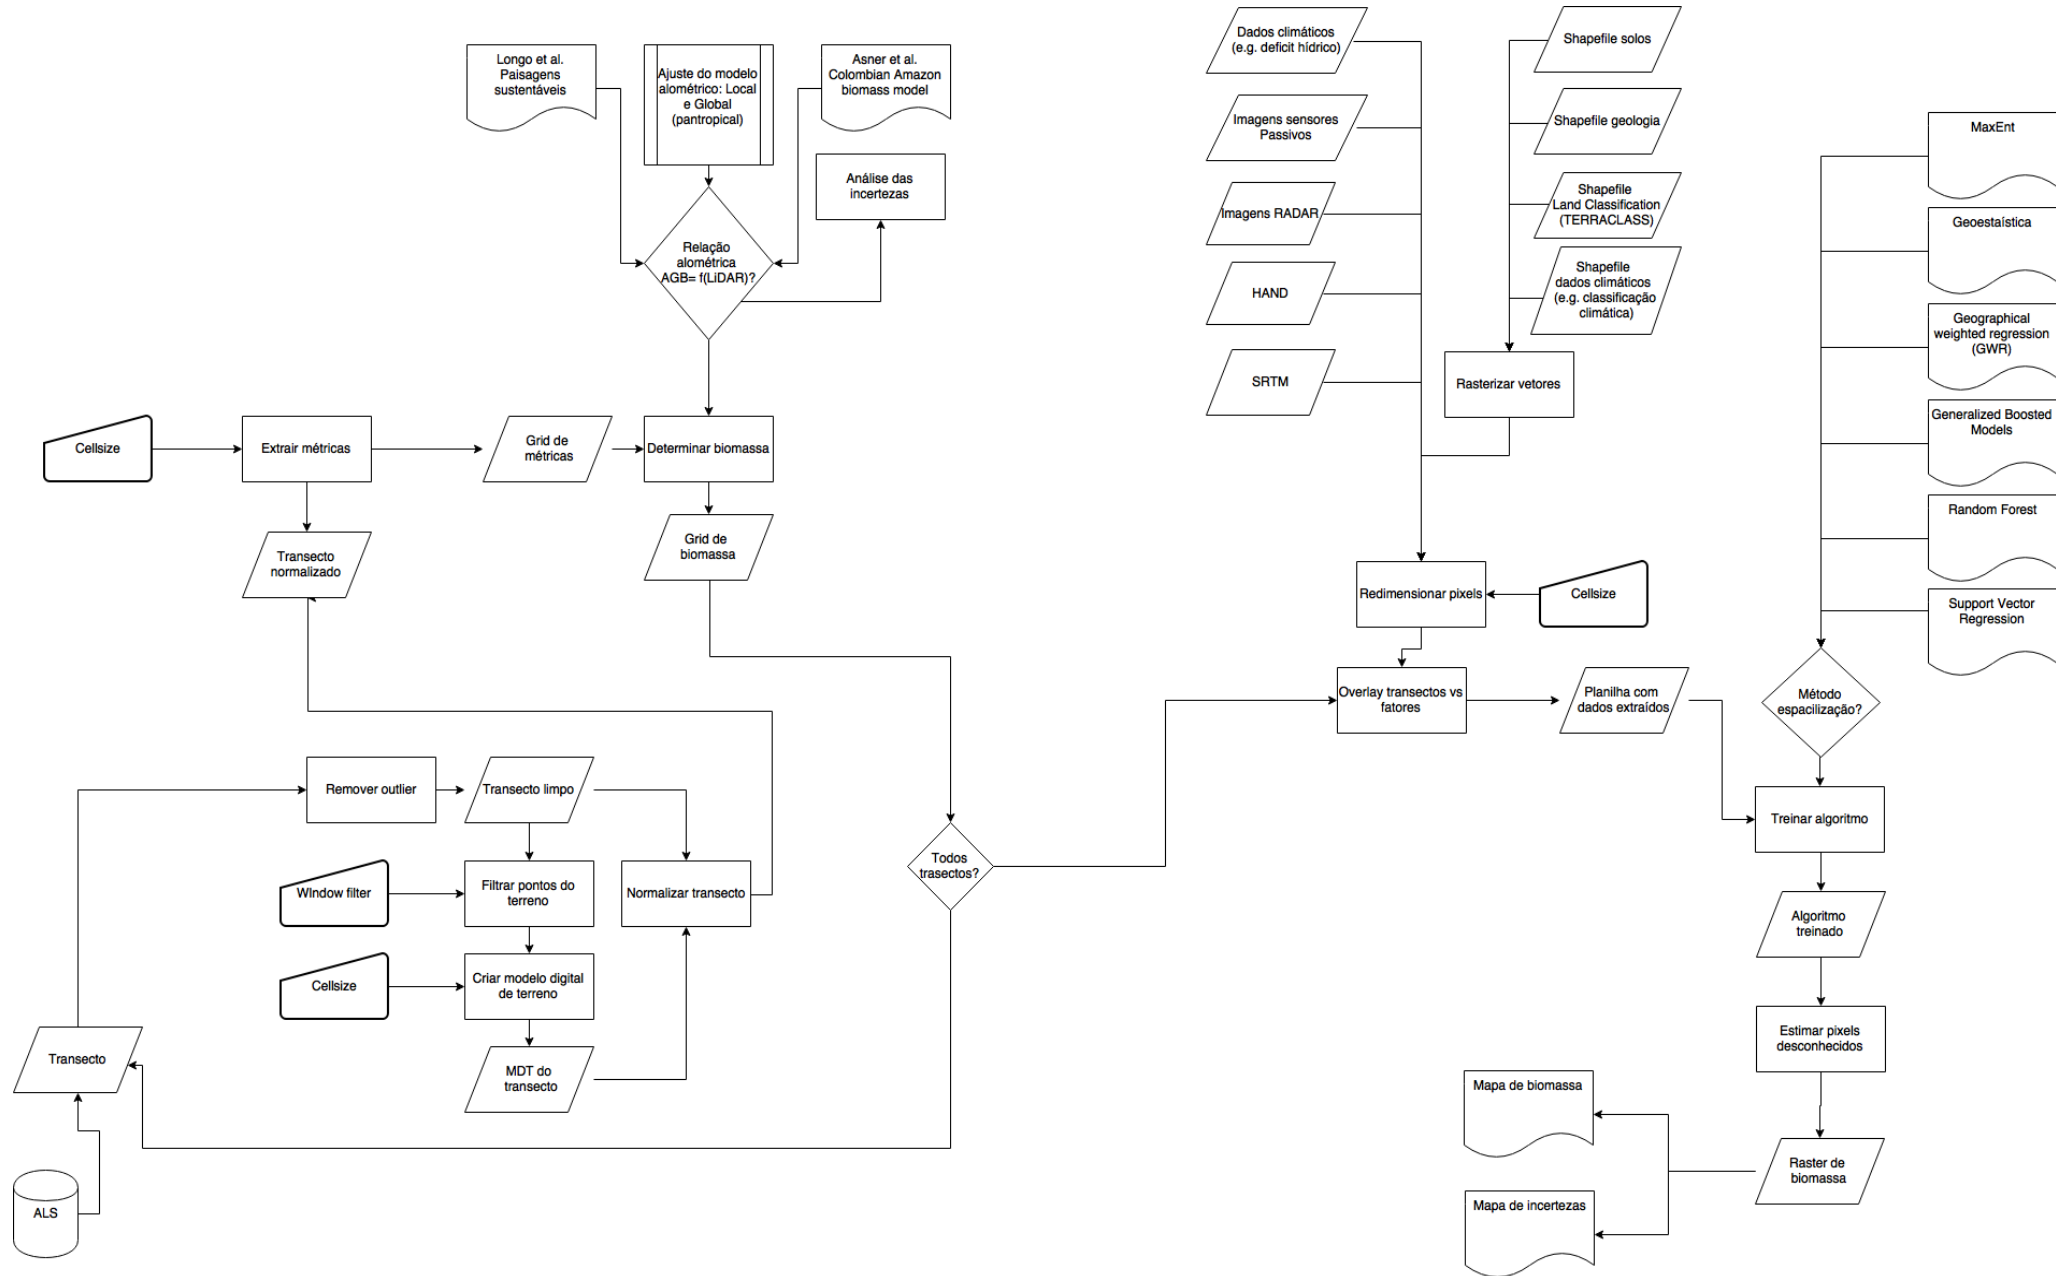 Longo et al.
Paisagens
sustentáveis
Ajuste do modelo
alométrico: Local
e Global
(pantropical)
Asner et al.
Colombian Amazon
biomass model
Análise das
incertezas
Relação
alométrica
AGB= f(LiDAR)?
Cellsize
Extrair métricas
Grid de
métricas
Determinar biomassa
Transecto
normalizado
Grid de
biomassa
Remover outlier
Transecto limpo
WIndow filter
Filtrar pontos do
terreno
Normalizar transecto
Cellsize
Criar modelo digital
de terreno
Transecto
MDT do
transecto
ALS
Todos
trasectos?
Dados climáticos
(e.g. deficit hídrico)
Imagens sensores
Passivos
Imagens RADAR
HAND
SRTM
Shapefile solos
Shapefile geologia
Shapefile
Land Classification
(TERRACLASS)
Shapefile
dados climáticos
(e.g. classificação
climática)
Rasterizar vetores
Redimensionar pixels
Cellsize
Overlay transectos vs
fatores
Planilha com
dados extraídos
MaxEnt
Geoestaística
Geographical
weighted regression
(GWR)
Generalized Boosted
Models
Random Forest
Support Vector
Regression
Método
espacilização?
Treinar algoritmo
Algoritmo
treinado
Estimar pixels
desconhecidos
Raster de
biomassa
Mapa de biomassa
Mapa de incertezas